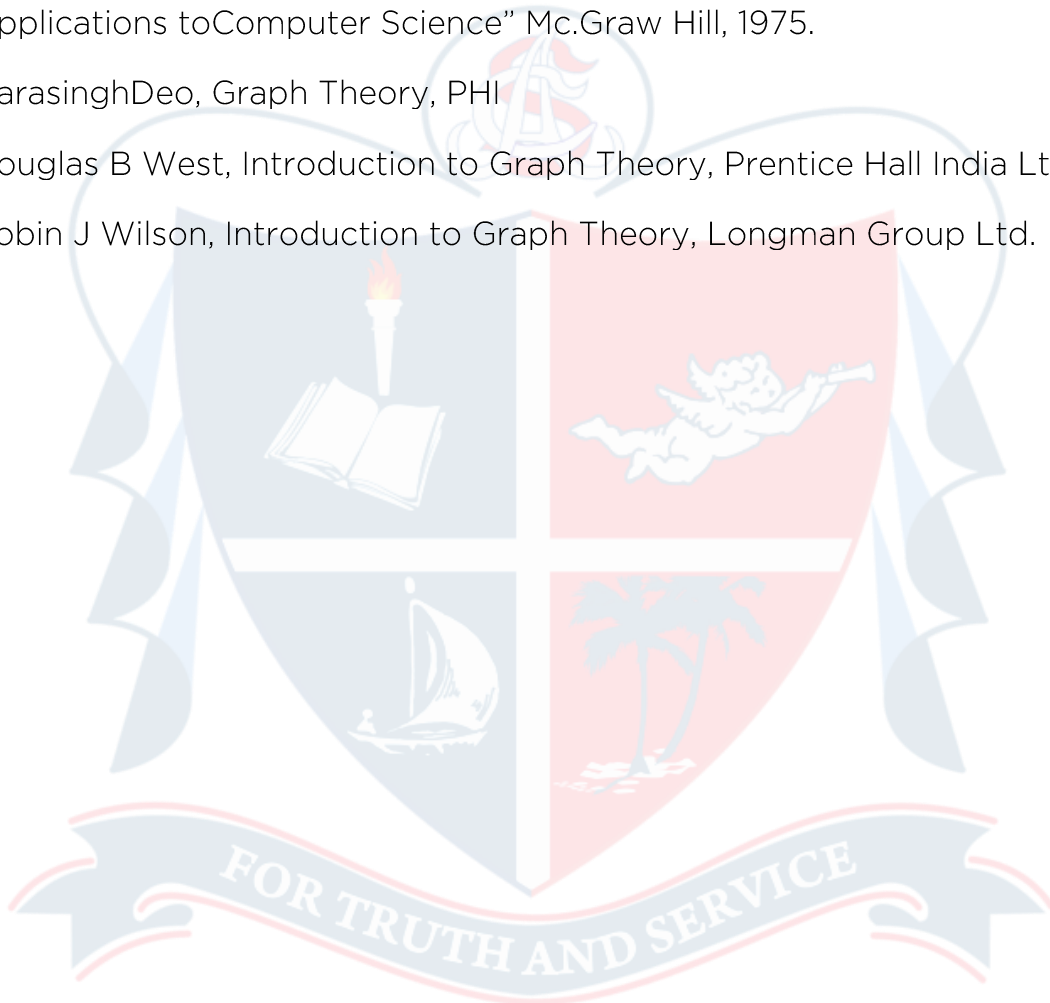 pplications toComputer Science” Mc.Graw Hill, 1975.
arasinghDeo, Graph Theory, PHI
ouglas B West, Introduction to Graph Theory, Prentice Hall India Lt
obin J Wilson, Introduction to Graph Theory, Longman Group Ltd.
FOR TRUTH AND SERVICE